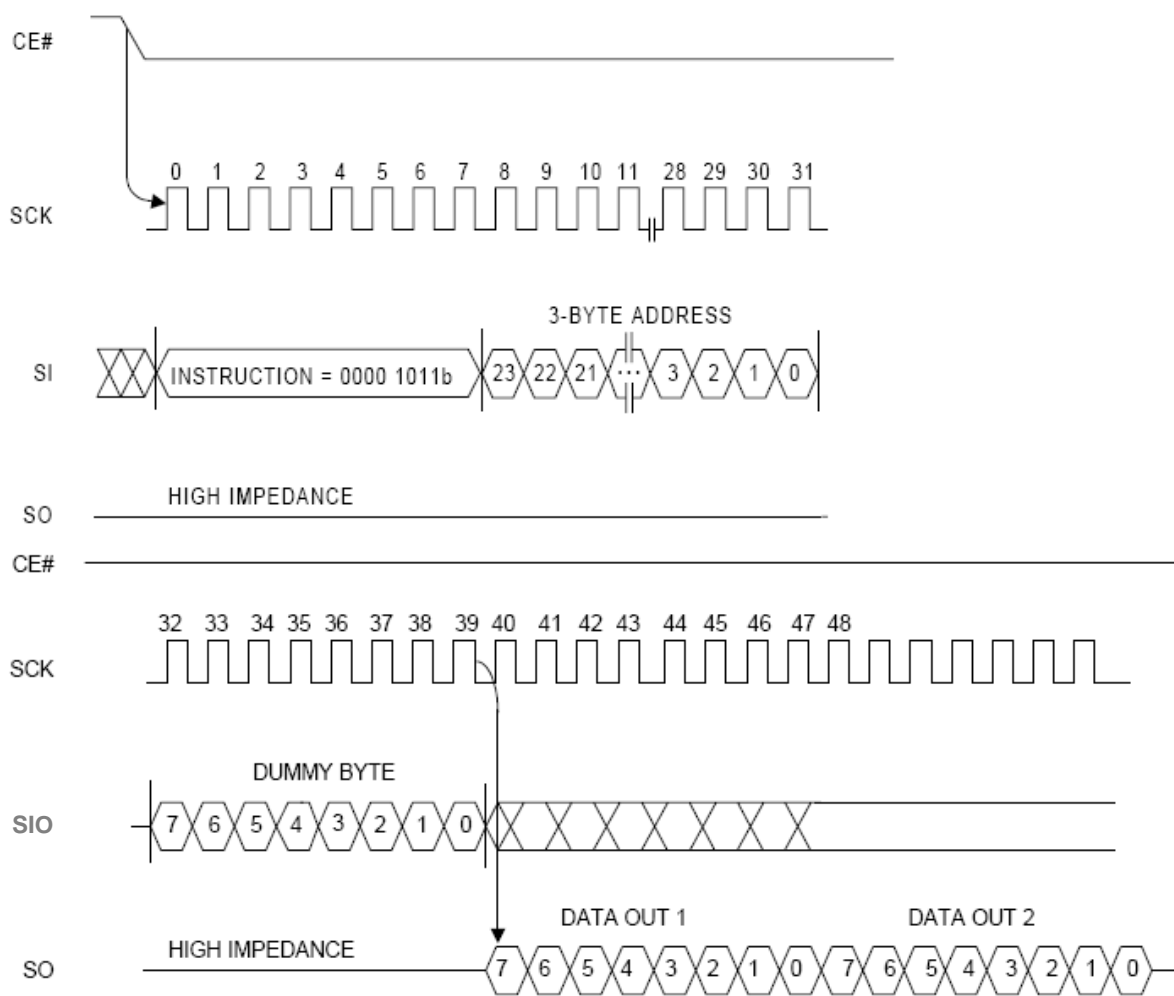 CE#
0 1 2 3 4 5 6 7 8 9 10 11 28 29 30 31
SCK
3-BYTE ADDRESS
SI INSTRUCTION = 0000 1011b 23 22 21 ... 3 2 1 0
HIGH IMPEDANCE
SO
CE#
32 33 34 35 36 37 38 39 40 41 42 43 44 45 46 47 48
SCK
DUMMY BYTE
SIO 7 6 5 4 3 2 1 0
DATA OUT 1 DATA OUT 2
HIGH IMPEDANCE
SO 7 6 5 4 3 2 1 0 7 6 5 4 3 2 1 0